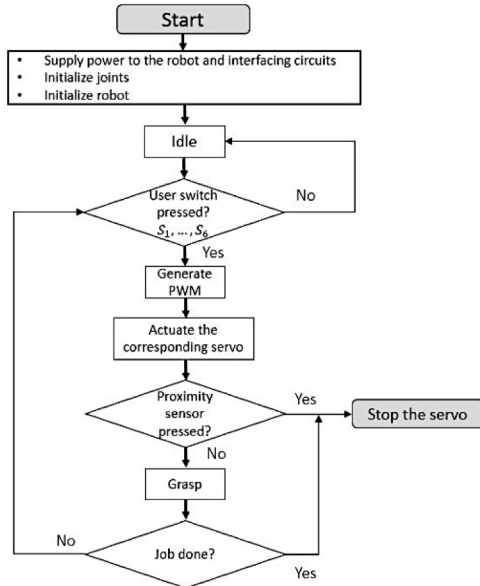 Start
• Supply power to the robot and interfacing circuits
• Initialize joints
• Initialize robot
Idle
User switch
pressed?
S₁, ..., S₆
No
Yes
Generate
PWM
Actuate the
corresponding servo
Proximity
sensor
pressed?
Yes
Stop the servo
No
Grasp
No
Job done?
Yes